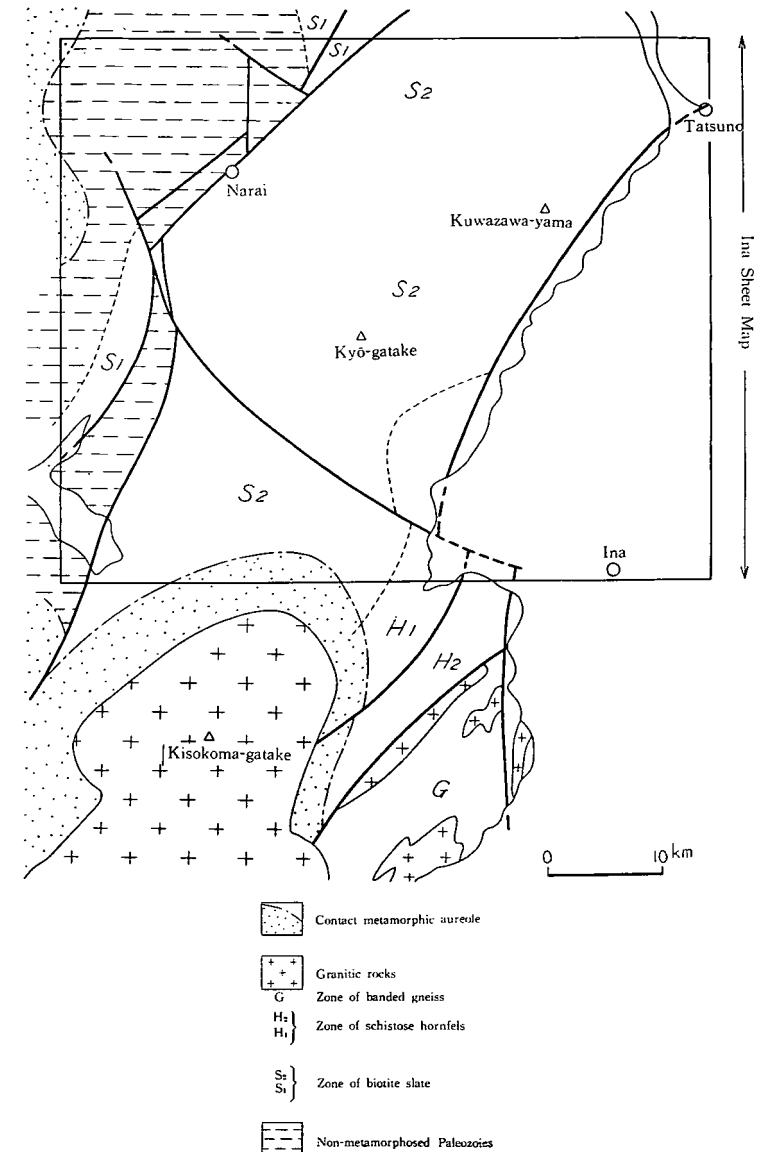 S1
S1
S2
Tatsuno
Narai
Kuwazawa-yama
Ina Sheet Map
S2
Kyō-gatake
S1
S2
Ina
H1
H2
Kisokoma-gatake
G
0 10 km
Contact metamorphic aureole
Granitic rocks
G Zone of banded gneiss
H2
H1 } Zone of schistose hornfels
S2
S1 } Zone of biotite slate
Non-metamorphosed Paleozoics